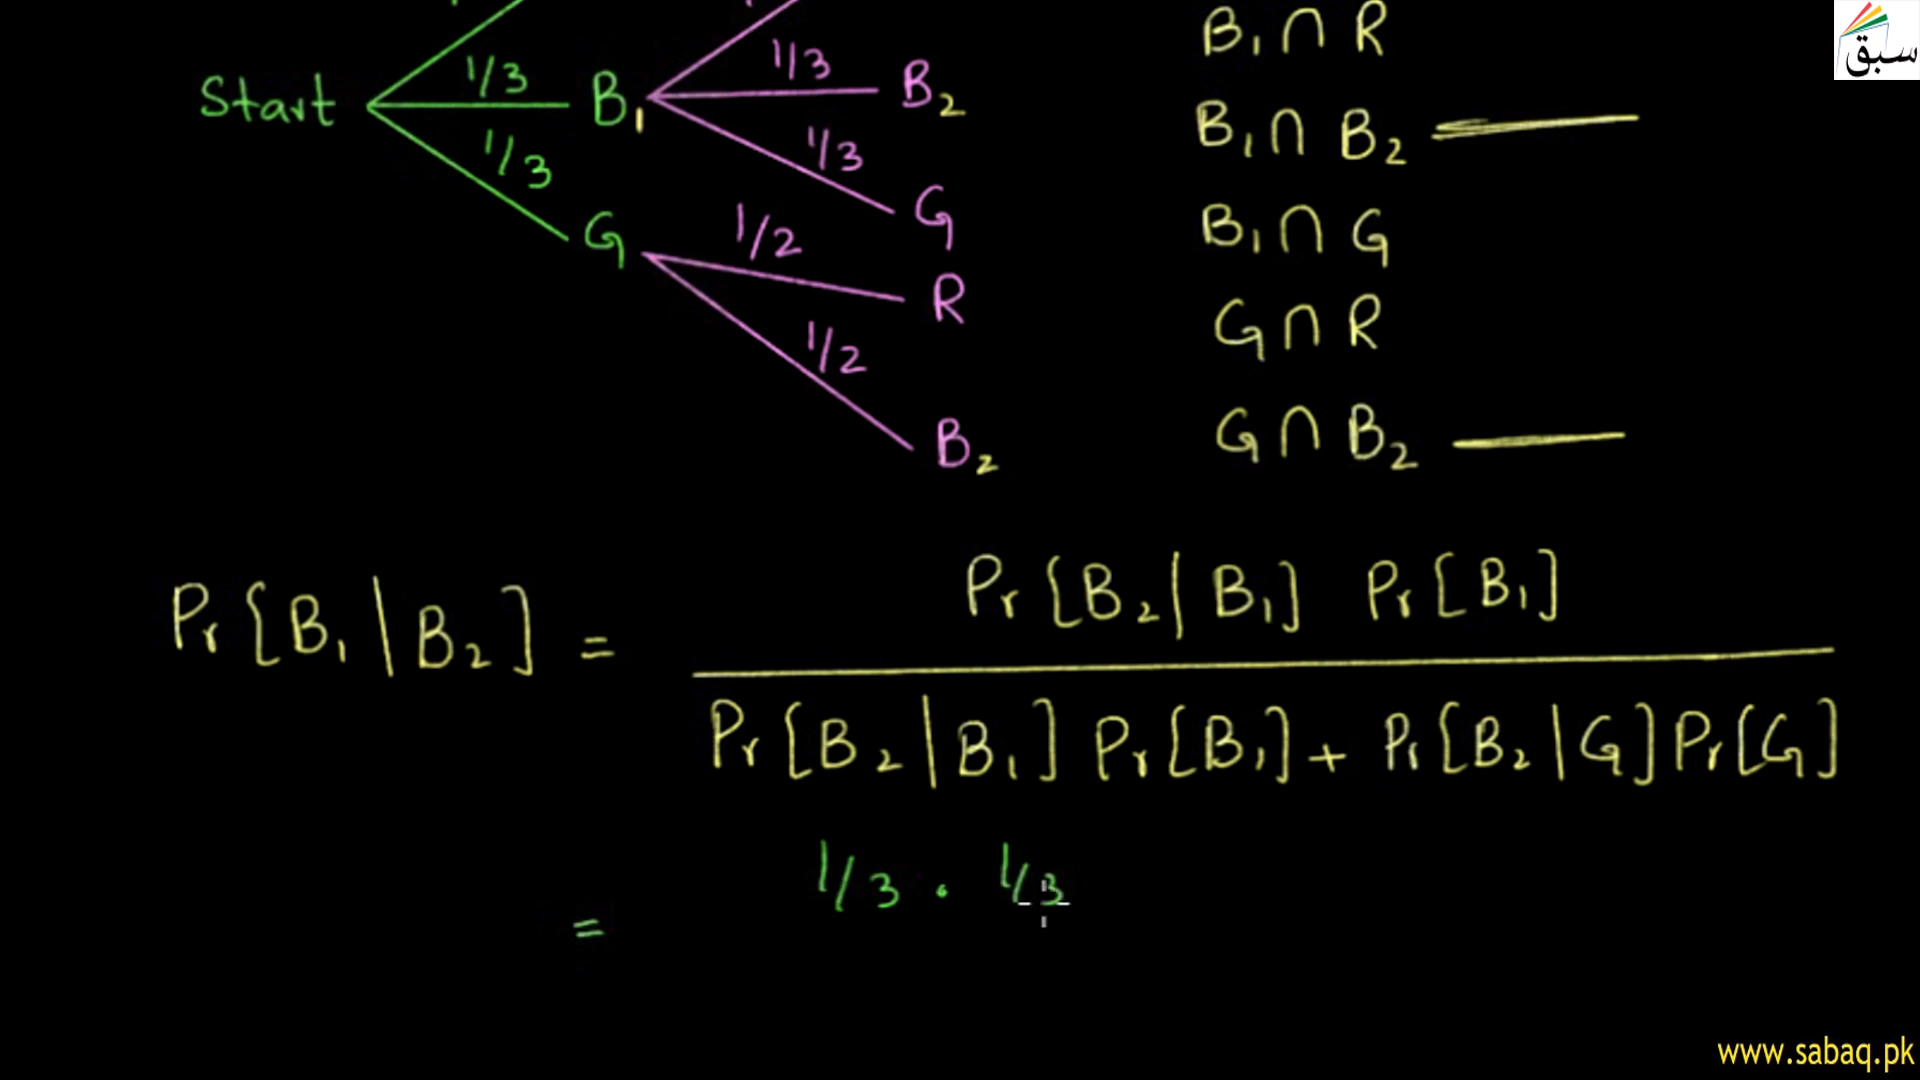 سبق
B₁ ∩ R
Start 1/3 B₁ 1/3 B₂
B₁ ∩ B₂
1/3 1/3
G 1/2 G
B₁ ∩ G
R
G ∩ R
1/2
B₂
G ∩ B₂
Pr[B₁|B₂] = Pr[B₂|B₁] Pr[B₁]
Pr[B₂|B₁] Pr[B₁] + Pr[B₂|G] Pr[G]
= 1/3 . 1/3
www.sabaq.pk